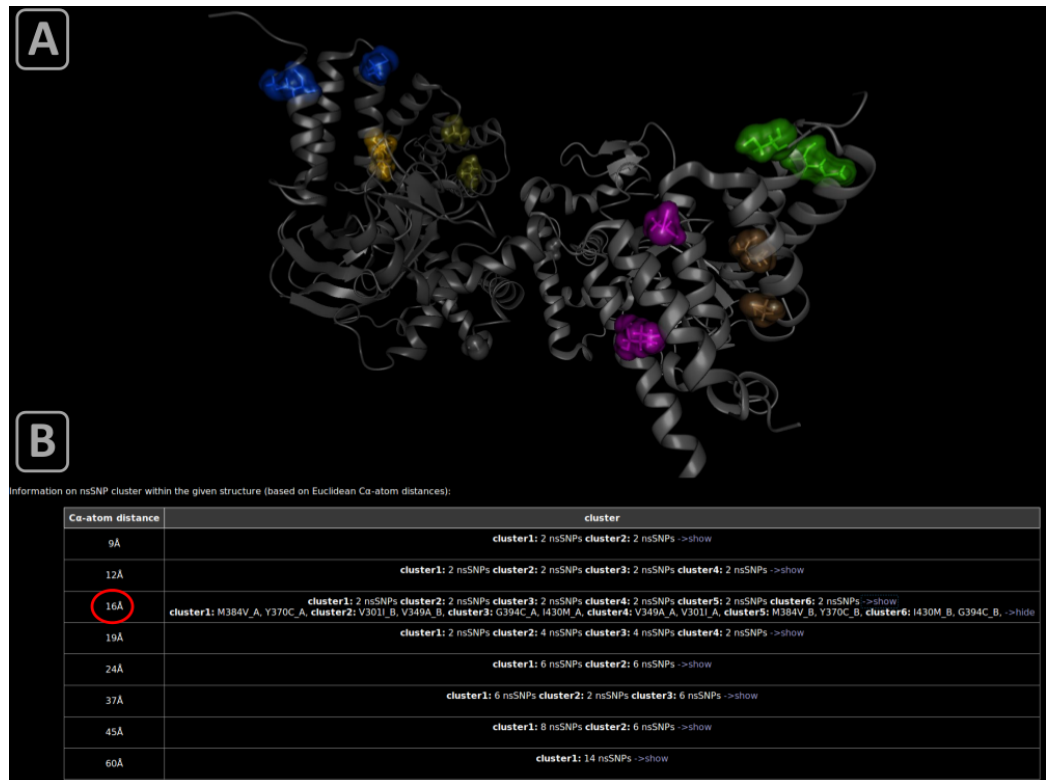 A
B
Information on nsSNP cluster within the given structure (based on Euclidean Cα-atom distances):
Cα-atom distance cluster
9Å cluster1: 2 nsSNPs cluster2: 2 nsSNPs ->show
12Å cluster1: 2 nsSNPs cluster2: 2 nsSNPs cluster3: 2 nsSNPs cluster4: 2 nsSNPs ->show
16Å cluster1: 2 nsSNPs cluster2: 2 nsSNPs cluster3: 2 nsSNPs cluster4: 2 nsSNPs cluster5: 2 nsSNPs cluster6: 2 nsSNPs ->show
cluster1: M384V_A, Y370C_A, cluster2: V301I_B, V349A_B, cluster3: G394C_A, I430M_A, cluster4: V349A_A, V301I_A, cluster5: M384V_B, Y370C_B, cluster6: I430M_B, G394C_B, ->hide
19Å cluster1: 2 nsSNPs cluster2: 4 nsSNPs cluster3: 4 nsSNPs cluster4: 2 nsSNPs ->show
24Å cluster1: 6 nsSNPs cluster2: 6 nsSNPs ->show
37Å cluster1: 6 nsSNPs cluster2: 2 nsSNPs cluster3: 6 nsSNPs ->show
45Å cluster1: 8 nsSNPs cluster2: 6 nsSNPs ->show
60Å cluster1: 14 nsSNPs ->show